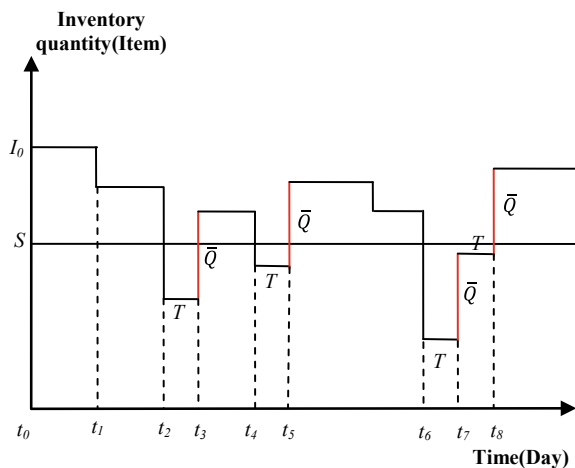 Inventory
quantity(Item)
I₀
S
Q̅
Q̅
T
Q̅
T
T
Q̅
T
t₀ t₁ t₂ t₃ t₄ t₅ t₆ t₇ t₈
Time(Day)